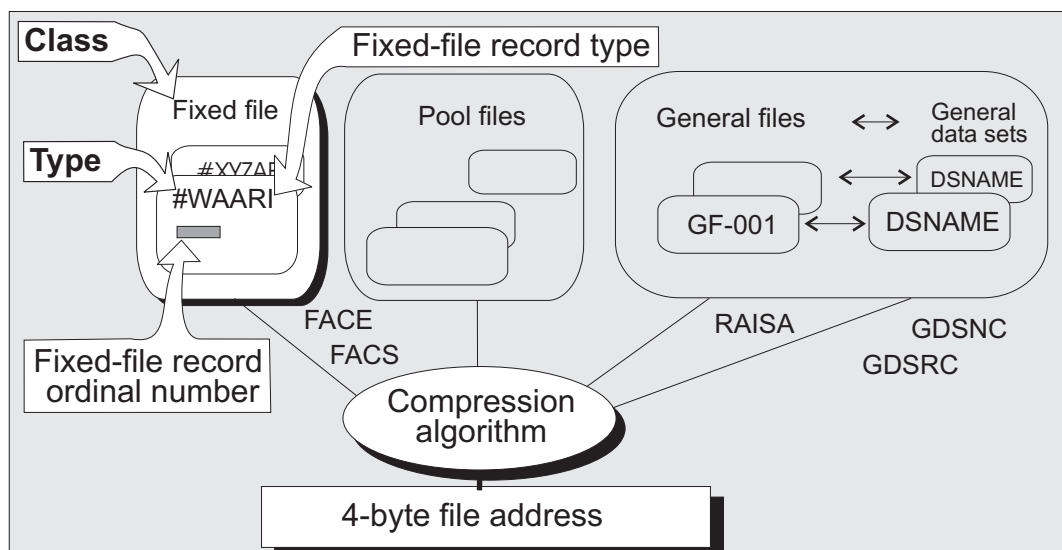 Class
Fixed-file record type
Fixed file
Pool files
General files
General
data sets
Type
#WAARI
DSNAME
GF-001
DSNAME
FACE
FACS
RAISA
GDSNC
GDSRC
Fixed-file record
ordinal number
Compression
algorithm
4-byte file address